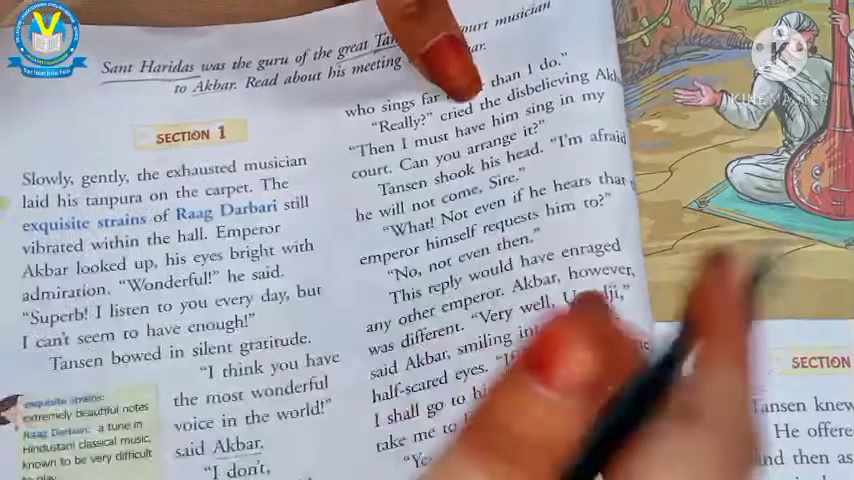 Sant Haridas was the guru of the great court musician
to Akbar. Read about his meeting
SECTION 1
Slowly, gently, the exhausted musician
laid his tanpura on the carpet. The
exquisite strains of Raag Darbari still
vibrated within the hall. Emperor
Akbar looked up, his eyes bright with
admiration. "Wonderful!" he said.
"Superb! I listen to you every day, but
I can't seem to have enough!"
Tansen bowed in silent gratitude.
"I think you have
the most wonderful
voice in the world!"
said Akbar.
"I don't,
exquisite strains:
extremely beautiful notes
Raag Darbari: a tune in
Hindustani classical music,
known to be very difficult
to play
who sings far than I do."
"Really?" cried the disbelieving
"Then I must have him sing in my
court. Can you arrange it?"
Tansen shook his head. "I'm afraid
he will not come, Sire."
"What! Not even if he hears that
emperor himself requests him to?"
"No, not even then."
This reply would have enraged
any other emperor. Akbar, however,
was different. "Very well,
said Akbar, smiling
half-scared eyes.
I shall go to
take me to
KINEMASTER
SECTION
Tansen knew
He offere
and then as